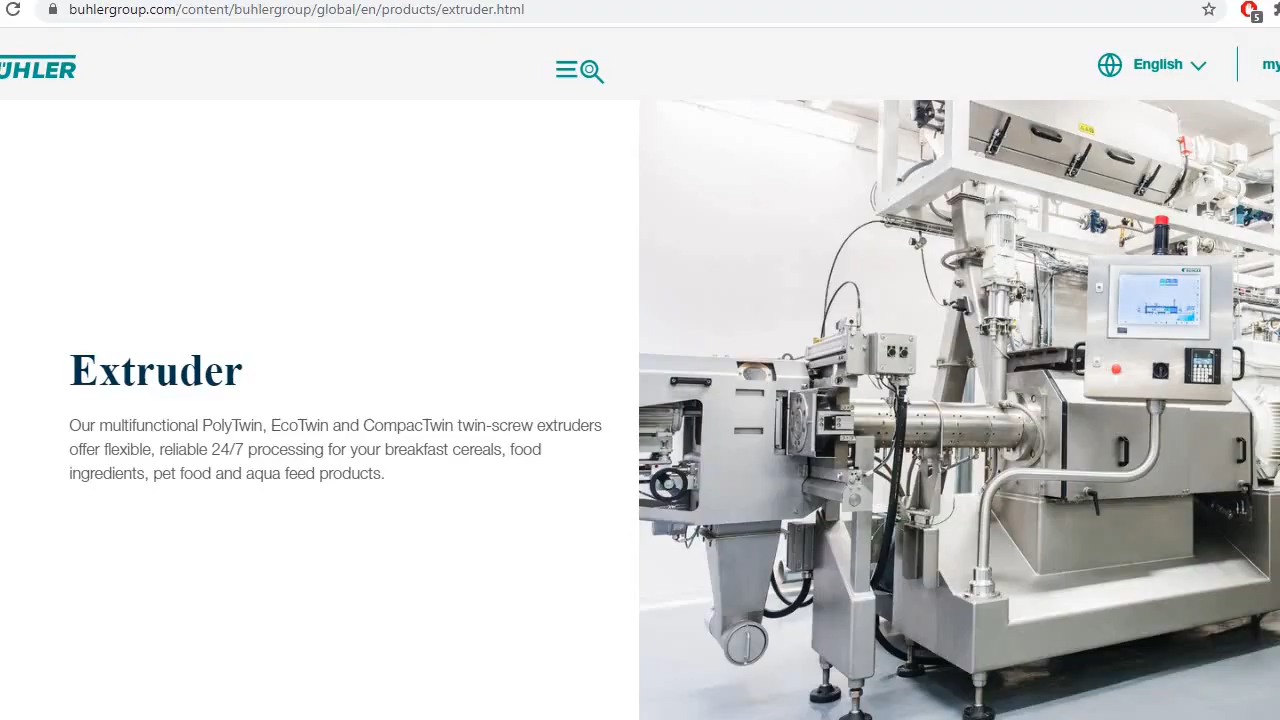 buhlergroup.com/content/buhlergroup/global/en/products/extruder.html
5
ÜHLER
English
my
Extruder
Our multifunctional PolyTwin, EcoTwin and CompacTwin twin-screw extruders
offer flexible, reliable 24/7 processing for your breakfast cereals, food
ingredients, pet food and aqua feed products.